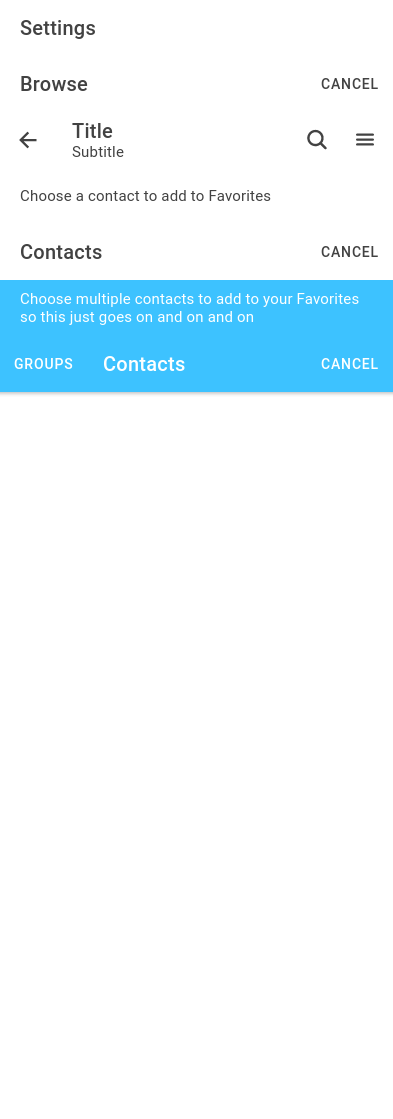 Settings
Browse CANCEL
Title
Subtitle
Choose a contact to add to Favorites
Contacts CANCEL
Choose multiple contacts to add to your Favorites
so this just goes on and on and on
GROUPS Contacts CANCEL